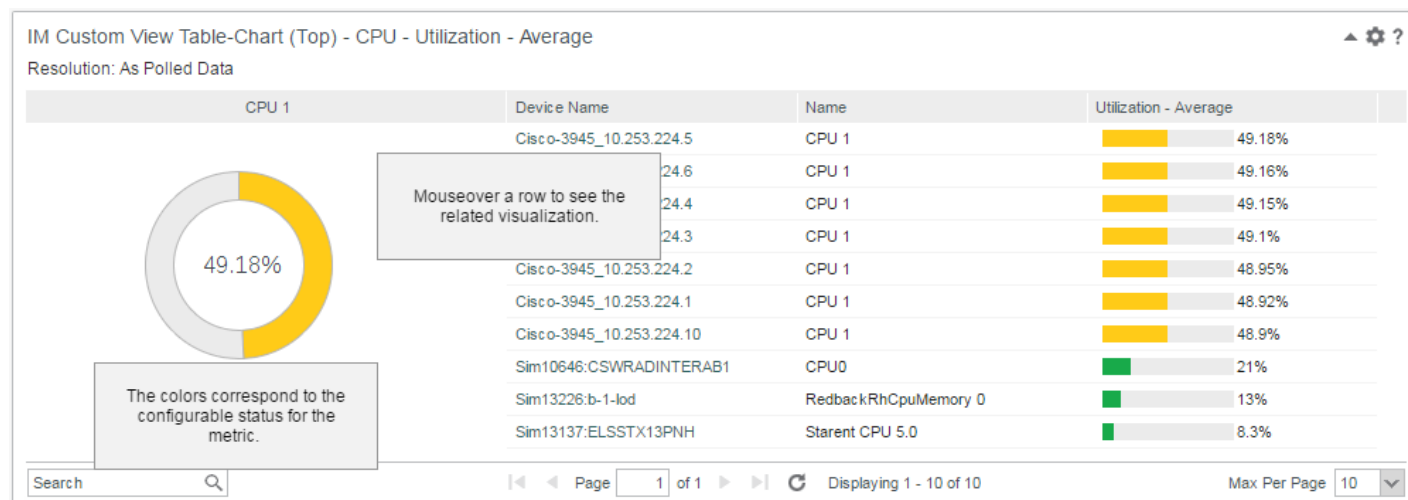 IM Custom View Table-Chart (Top) - CPU - Utilization - Average
?
Resolution: As Polled Data
CPU 1 Device Name Name Utilization - Average
Cisco-3945_10.253.224.5 CPU 1 49.18%
24.6 CPU 1 49.16%
24.4 CPU 1 49.15%
24.3 CPU 1 49.1%
Cisco-3945_10.253.224.2 CPU 1 48.95%
Cisco-3945_10.253.224.1 CPU 1 48.92%
Cisco-3945_10.253.224.10 CPU 1 48.9%
Sim10646:CSWRADINTERAB1 CPU0 21%
Sim13226:b-1-lod RedbackRhCpuMemory 0 13%
Sim13137:ELSSTX13PNH Starent CPU 5.0 8.3%
49.18%
Mouseover a row to see the
related visualization.
The colors correspond to the
configurable status for the
metric.
Search Page 1 of 1 Displaying 1 - 10 of 10 Max Per Page 10